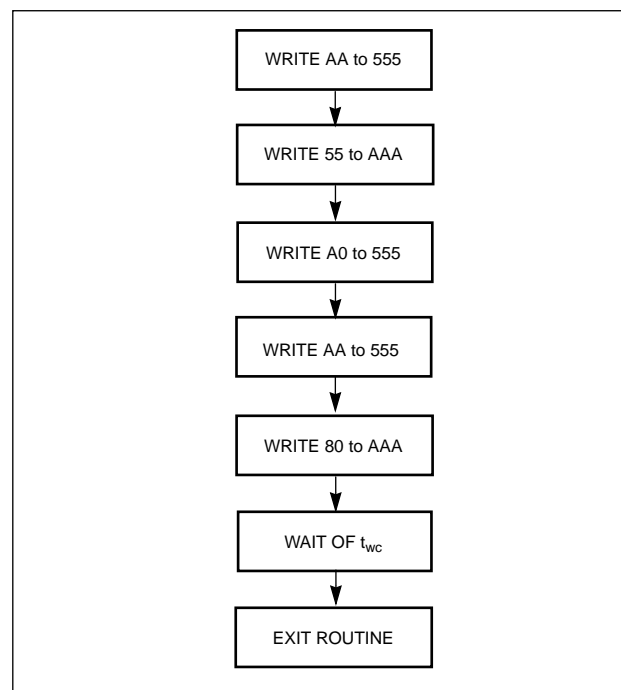 WRITE AA to 555
WRITE 55 to AAA
WRITE A0 to 555
WRITE AA to 555
WRITE 80 to AAA
WAIT OF twc
EXIT ROUTINE